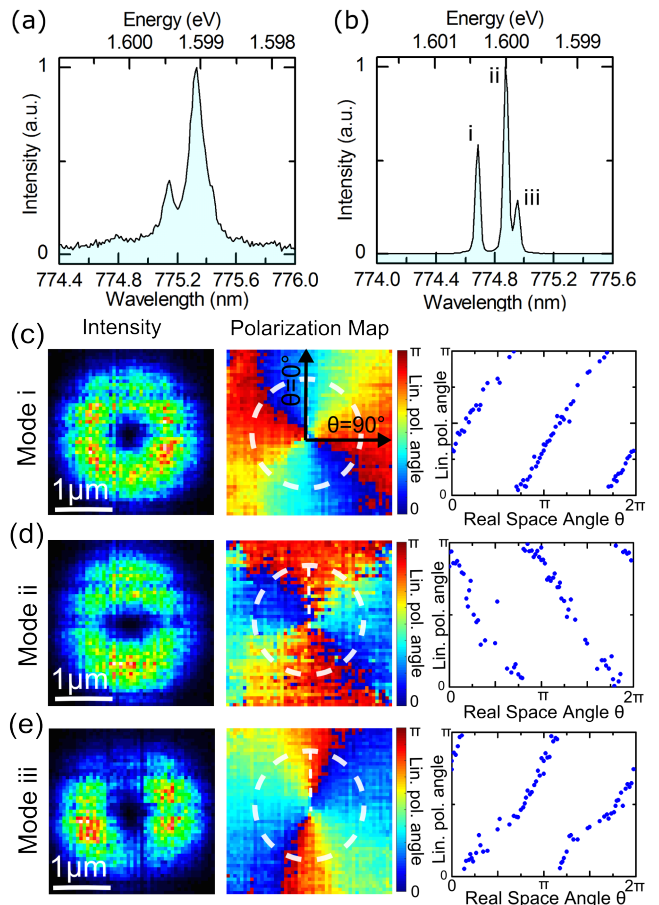 (a)
Energy (eV)
1.600 1.599 1.598
1
Intensity (a.u.)
0
774.4 774.8 775.2 775.6 776.0
Wavelength (nm)
(b)
Energy (eV)
1.601 1.600 1.599
1
Intensity (a.u.)
0
i
ii
iii
774.0 774.4 774.8 775.2 775.6
Wavelength (nm)
(c)
Intensity
Polarization Map
Mode i
1μm
θ=0°
θ=90°
π
Lin. pol. angle
0
π
Lin. pol. angle
0
0 π 2π
Real Space Angle θ
(d)
Mode ii
1μm
π
Lin. pol. angle
0
π
Lin. pol. angle
0
0 π 2π
Real Space Angle θ
(e)
Mode iii
1μm
π
Lin. pol. angle
0
π
Lin. pol. angle
0
0 π 2π
Real Space Angle θ